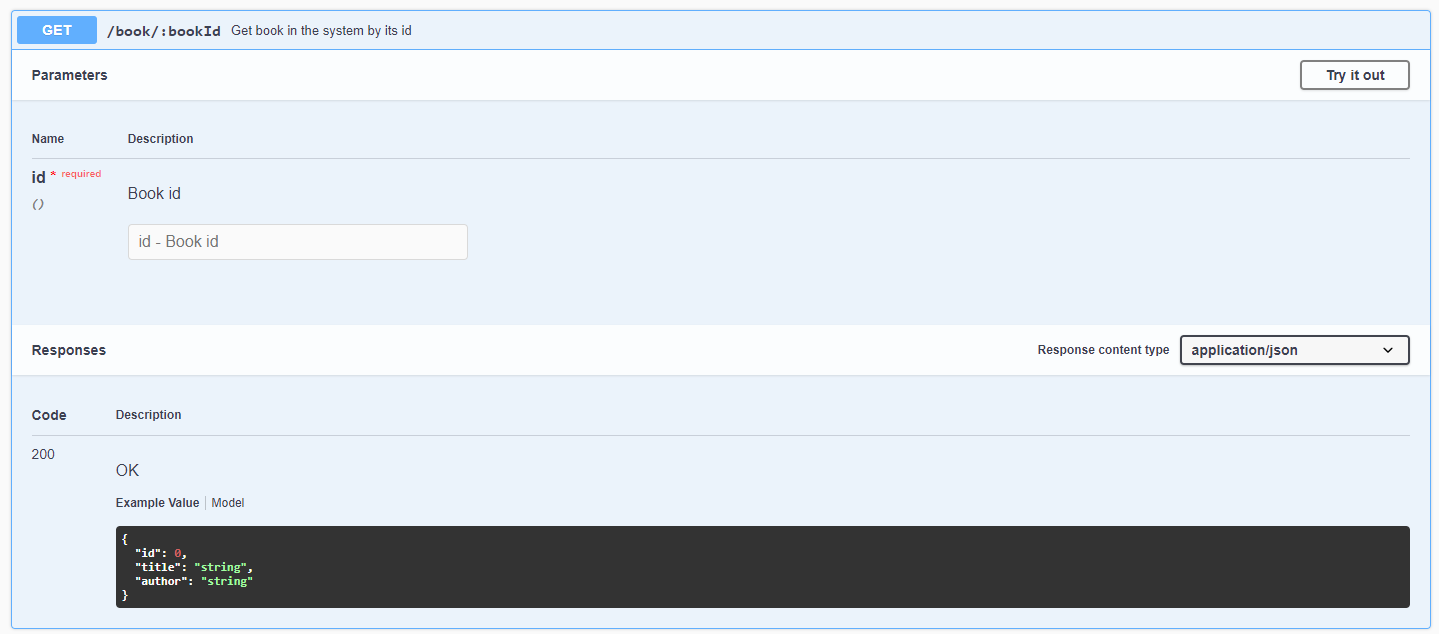 GET /book/:bookId Get book in the system by its id
Parameters Try it out
Name Description
id * required
()
Book id
id - Book id
Responses Response content type application/json
Code Description
200
OK
Example Value Model
{
"id": 0,
"title": "string",
"author": "string"
}